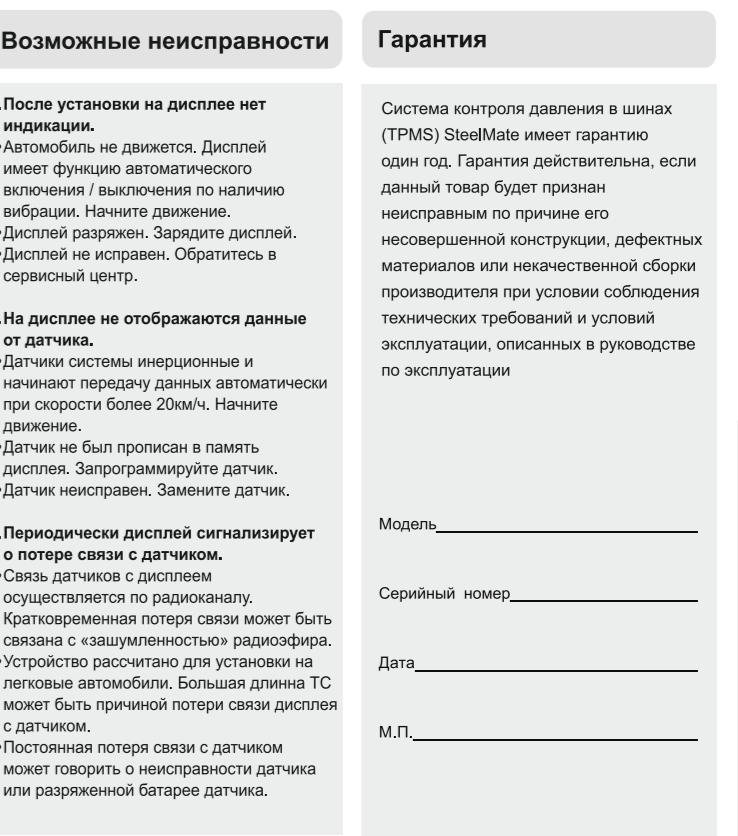 Возможные неисправности
.После установки на дисплее нет
индикации.
•Автомобиль не движется. Дисплей
имеет функцию автоматического
включения / выключения по наличию
вибрации. Начните движение.
•Дисплей разряжен. Зарядите дисплей.
•Дисплей не исправен. Обратитесь в
сервисный центр.
.На дисплее не отображаются данные
от датчика.
•Датчики системы инерционные и
начинают передачу данных автоматически
при скорости более 20км/ч. Начните
движение.
•Датчик не был прописан в память
дисплея. Запрограммируйте датчик.
•Датчик неисправен. Замените датчик.
.Периодически дисплей сигнализирует
о потере связи с датчиком.
•Связь датчиков с дисплеем
осуществляется по радиоканалу.
Кратковременная потеря связи может быть
связана с «зашумленностью» радиоэфира.
•Устройство рассчитано для установки на
легковые автомобили. Большая длинна ТС
может быть причиной потери связи дисплея
с датчиком.
•Постоянная потеря связи с датчиком
может говорить о неисправности датчика
или разряженной батарее датчика.
Гарантия
Система контроля давления в шинах
(TPMS) SteelMate имеет гарантию
один год. Гарантия действительна, если
данный товар будет признан
неисправным по причине его
несовершенной конструкции, дефектных
материалов или некачественной сборки
производителя при условии соблюдения
технических требований и условий
эксплуатации, описанных в руководстве
по эксплуатации
Модель
Серийный номер
Дата
М.П.